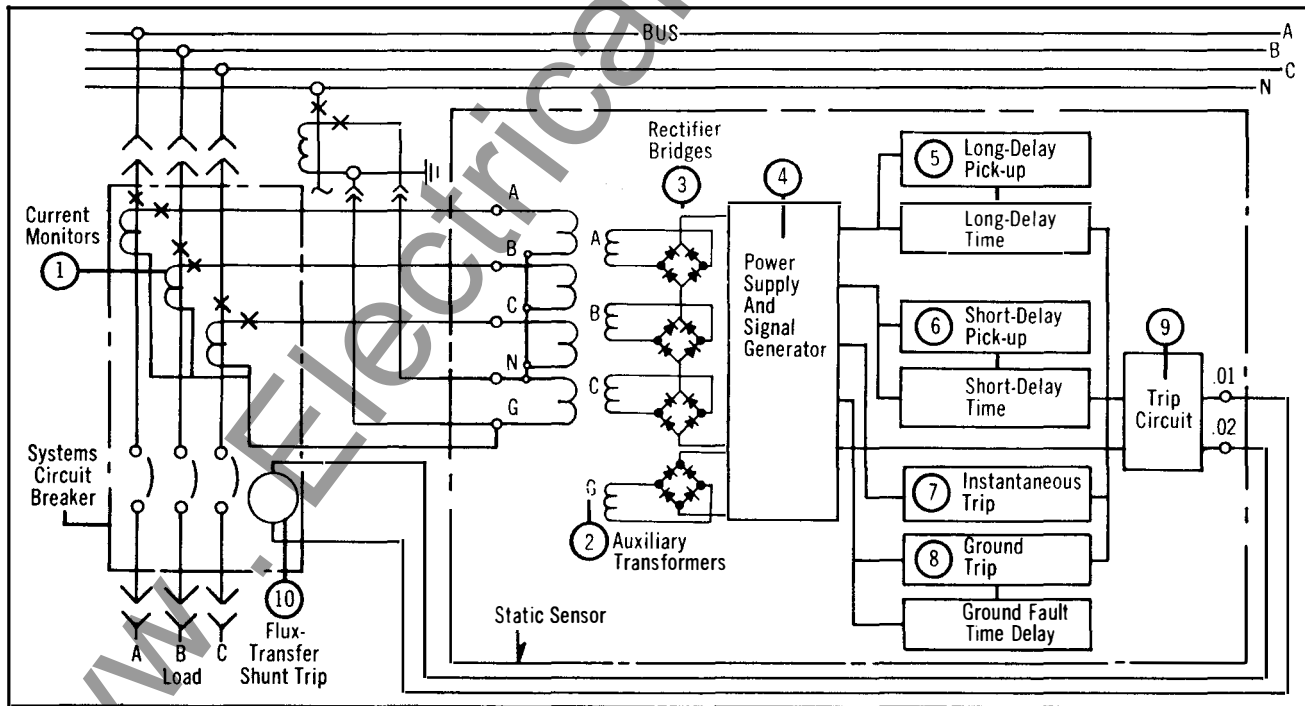 BUS
A
B
C
N
Rectifier
Bridges
3
4
5 Long-Delay
Pick-up
Long-Delay
Time
Current
Monitors
1
A
B
C
N
G
A
B
C
G
Power
Supply
And
Signal
Generator
6 Short-Delay
Pick-up
Short-Delay
Time
9
Trip
Circuit
.01
.02
Systems
Circuit
Breaker
7 Instantaneous
Trip
2 Auxiliary
Transformers
8 Ground
Trip
Ground Fault
Time Delay
10
Flux-
Transfer
Shunt Trip
Static Sensor
A B C
Load
w.Electrical